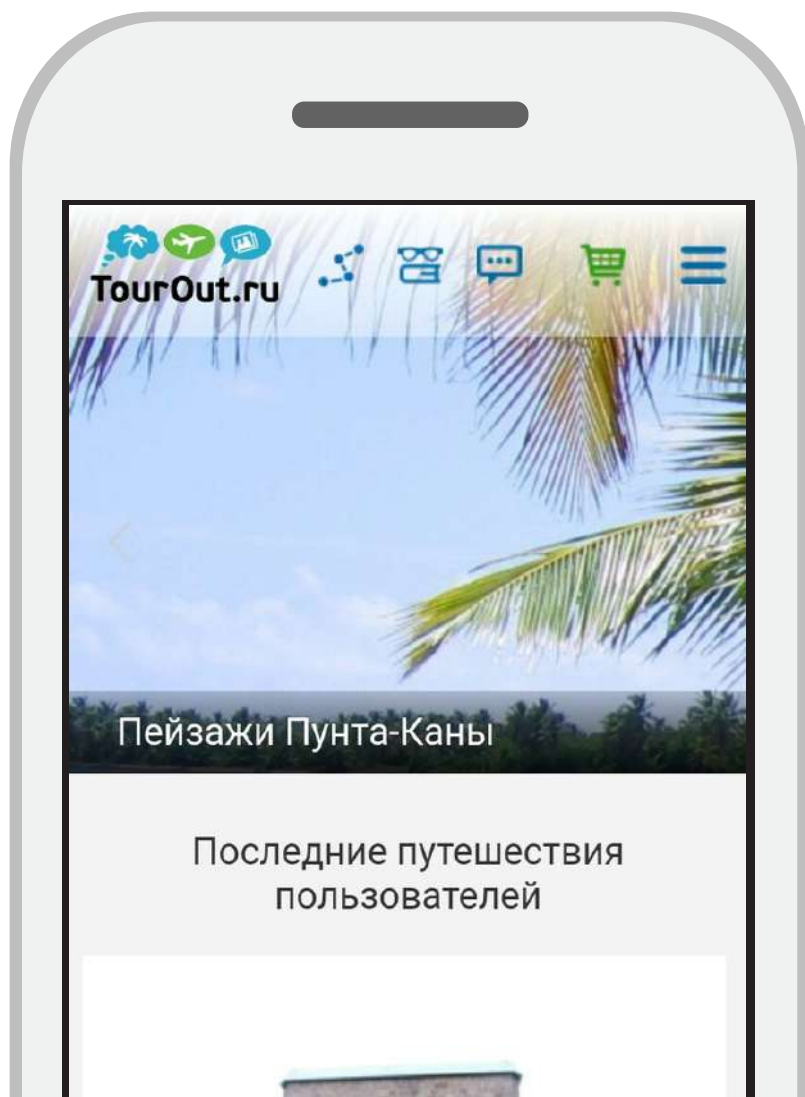 TourOut.ru
Пейзажи Пунта-Каны
Последние путешествия
пользователей